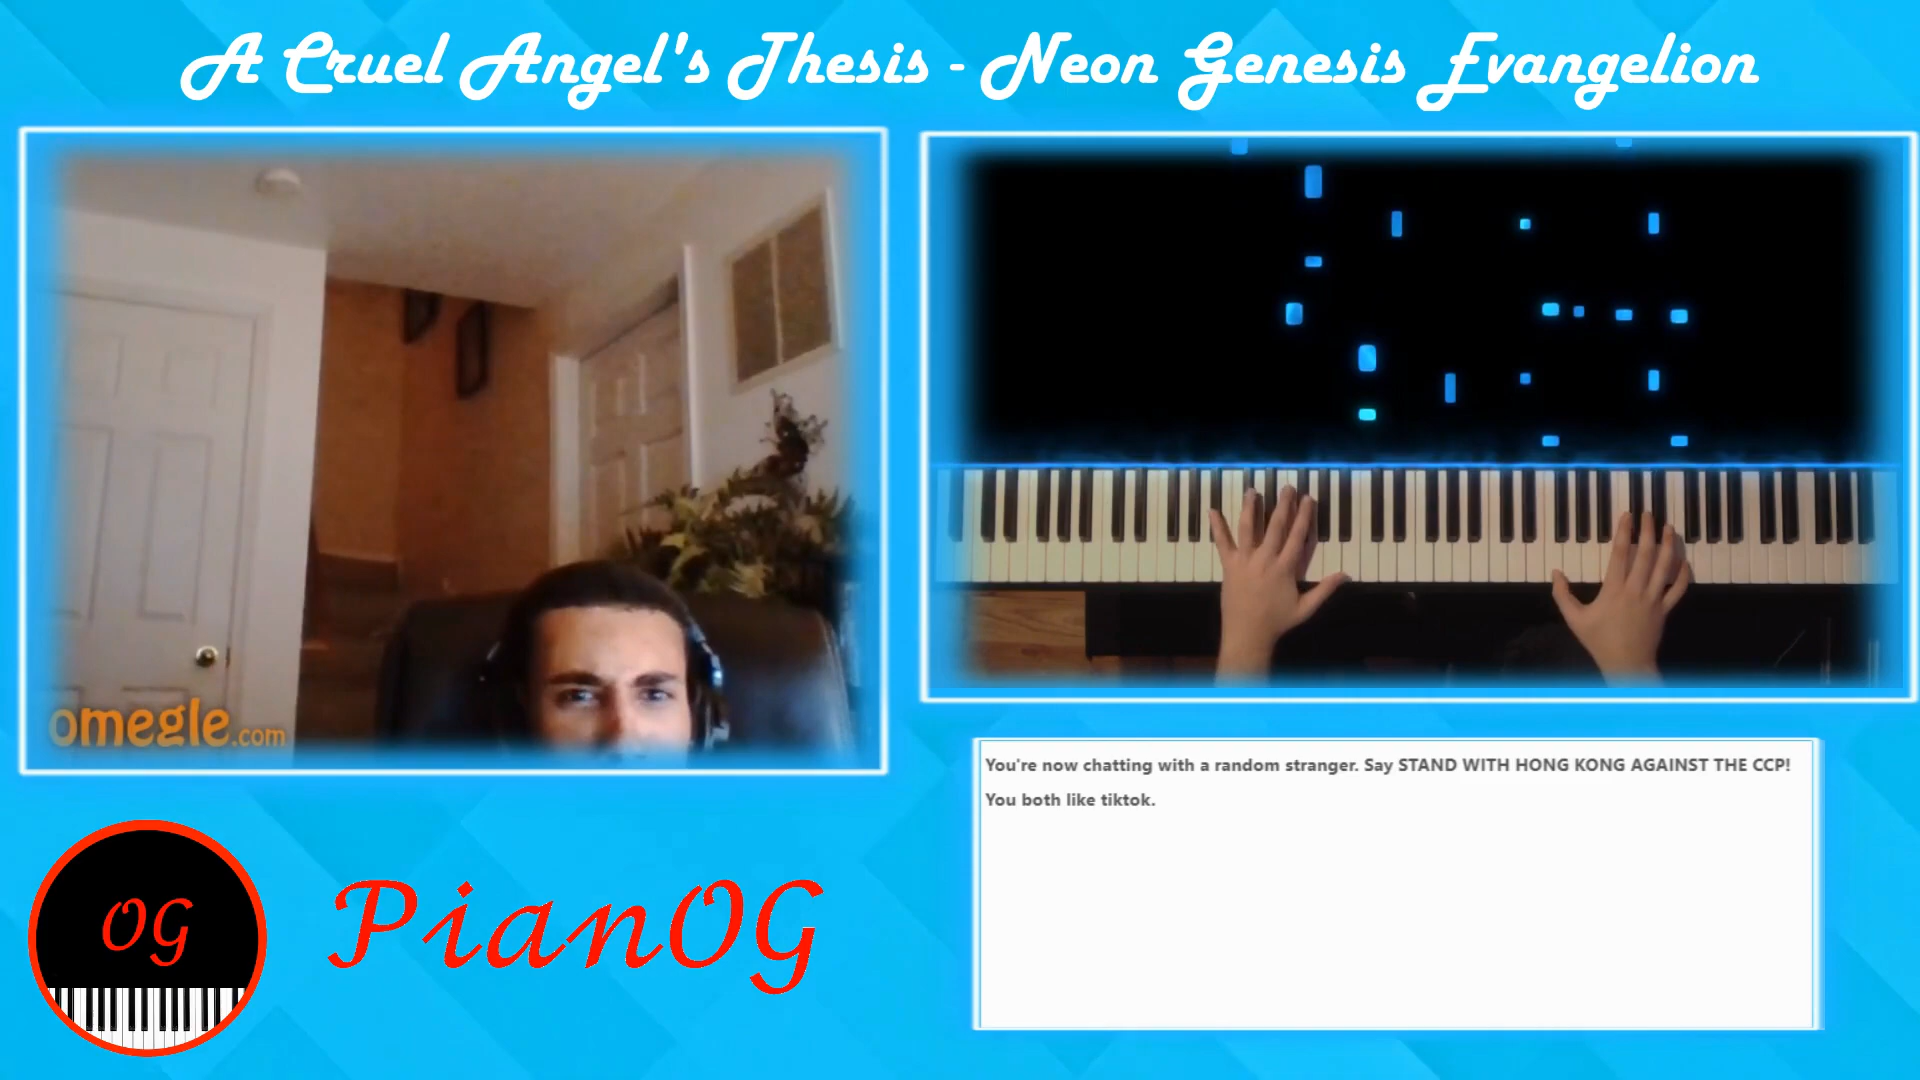 A Cruel Angel's Thesis - Neon Genesis Evangelion
omegle.com
You're now chatting with a random stranger. Say STAND WITH HONG KONG AGAINST THE CCP!
You both like tiktok.
OG
PianOG